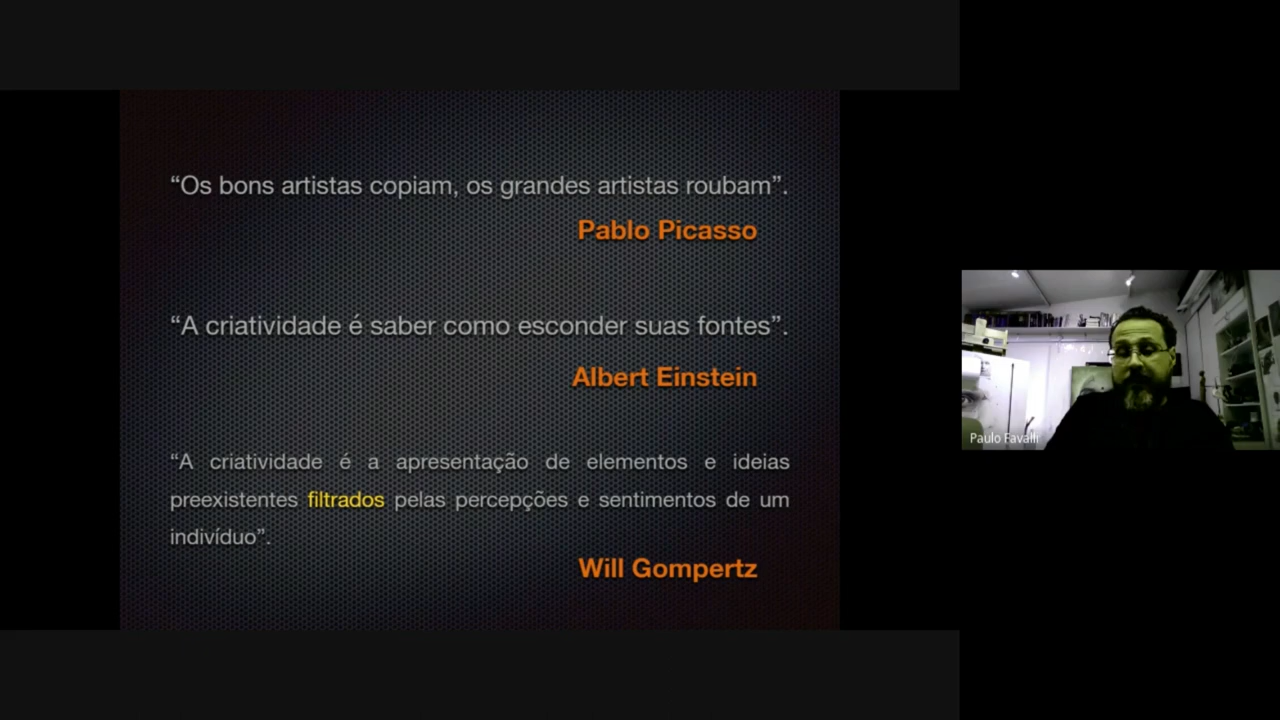 “Os bons artistas copiam, os grandes artistas roubam”.
Pablo Picasso
“A criatividade é saber como esconder suas fontes”.
Albert Einstein
“A criatividade é a apresentação de elementos e ideias
preexistentes filtrados pelas percepções e sentimentos de um
indivíduo”.
Will Gompertz
Paulo Favalli